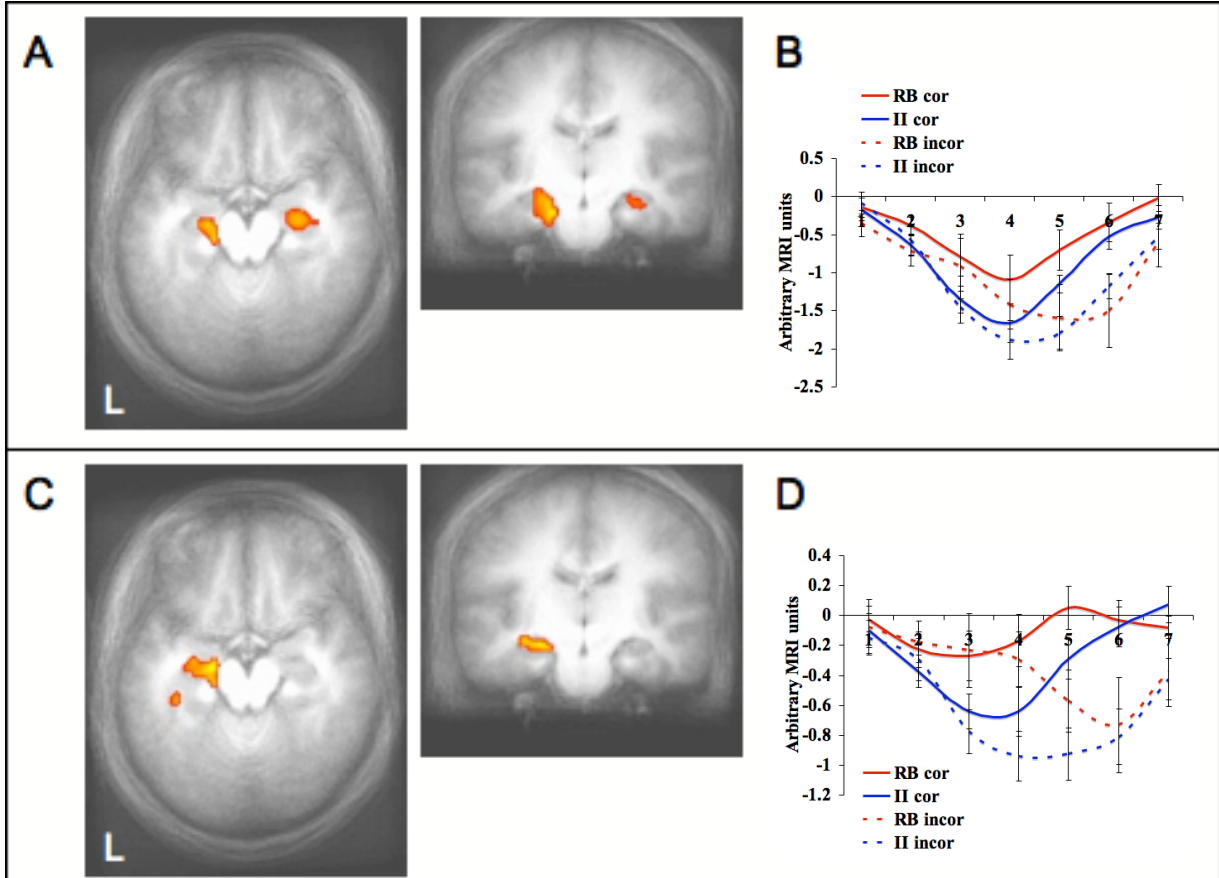 A
L
B
RB cor
II cor
RB incor
II incor
Arbitrary MRI units
0.5
0
-0.5
-1
-1.5
-2
-2.5
1 2 3 4 5 6 7
C
L
D
Arbitrary MRI units
0.4
0.2
0
-0.2
-0.4
-0.6
-0.8
-1
-1.2
1 2 3 4 5 6 7
RB cor
II cor
RB incor
II incor